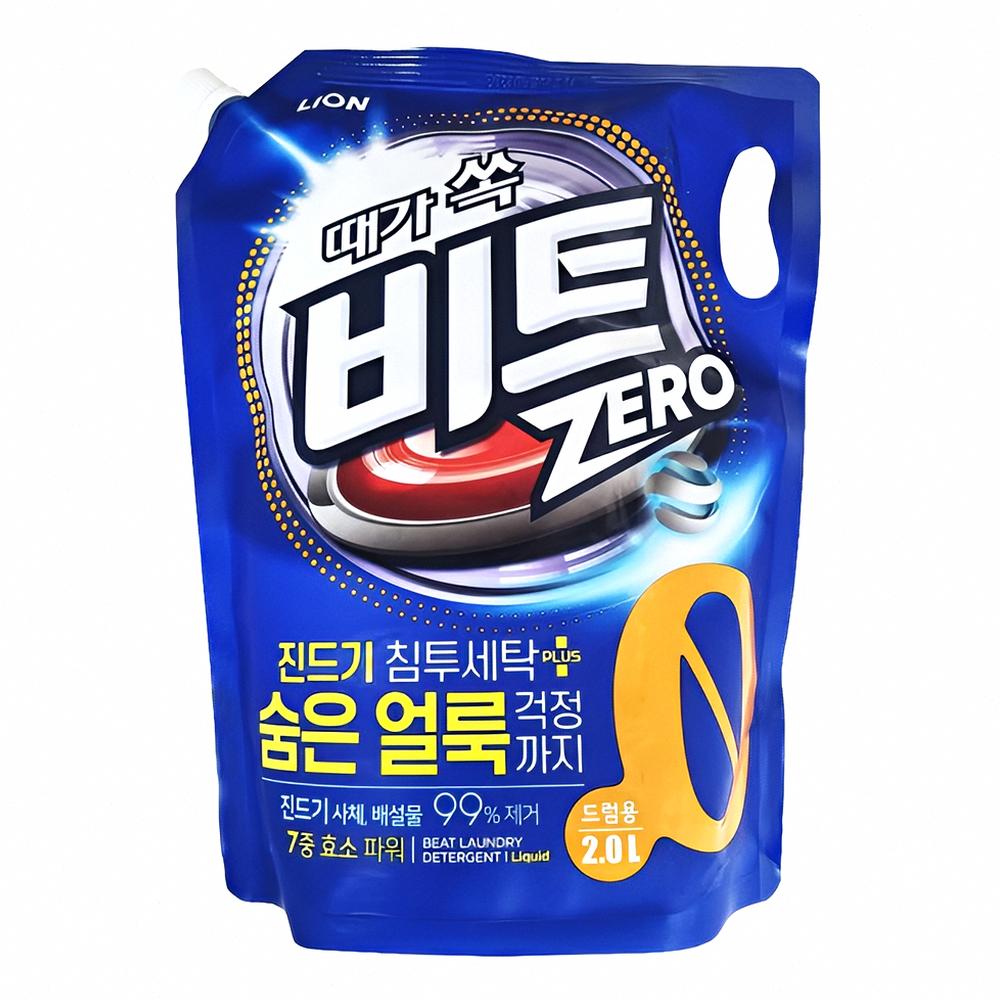 LION
때가 쏙
비트
ZERO
진드기 침투세탁 PLUS
숨은 얼룩 걱정
까지
0
진드기 사체, 배설물 99% 제거
7중 효소 파워 | BEAT LAUNDRY
DETERGENT | Liquid
드럼용
2.0L